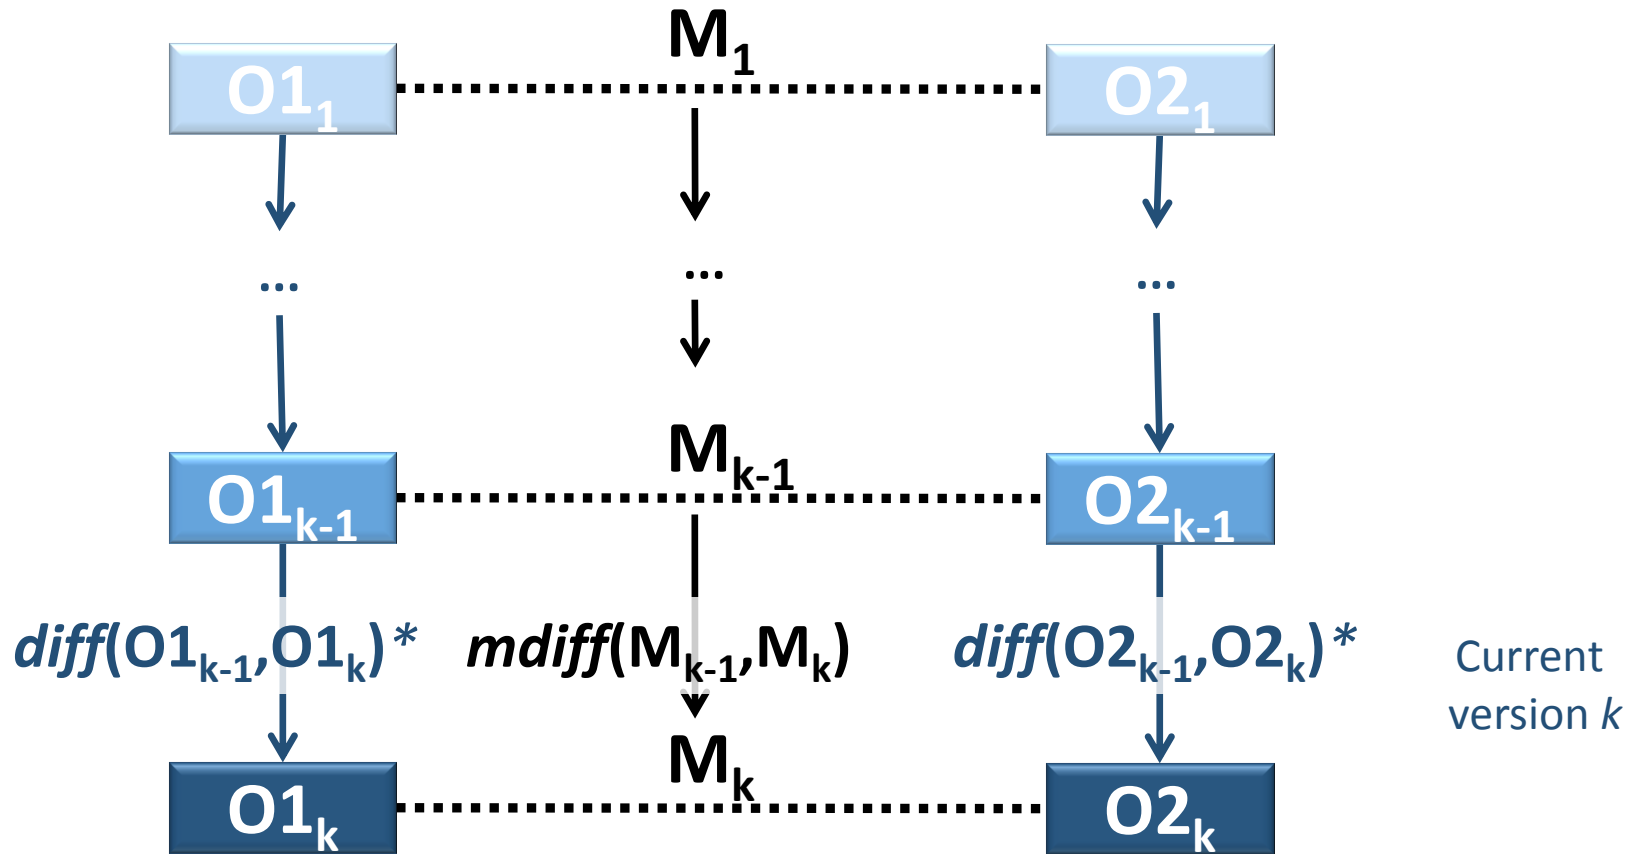 M₁
O1₁ O2₁
... ... ...
Mₖ₋₁
O1ₖ₋₁ O2ₖ₋₁
diff(O1ₖ₋₁,O1ₖ)* mdiff(Mₖ₋₁,Mₖ) diff(O2ₖ₋₁,O2ₖ)*
Current
version k
Mₖ
O1ₖ O2ₖ